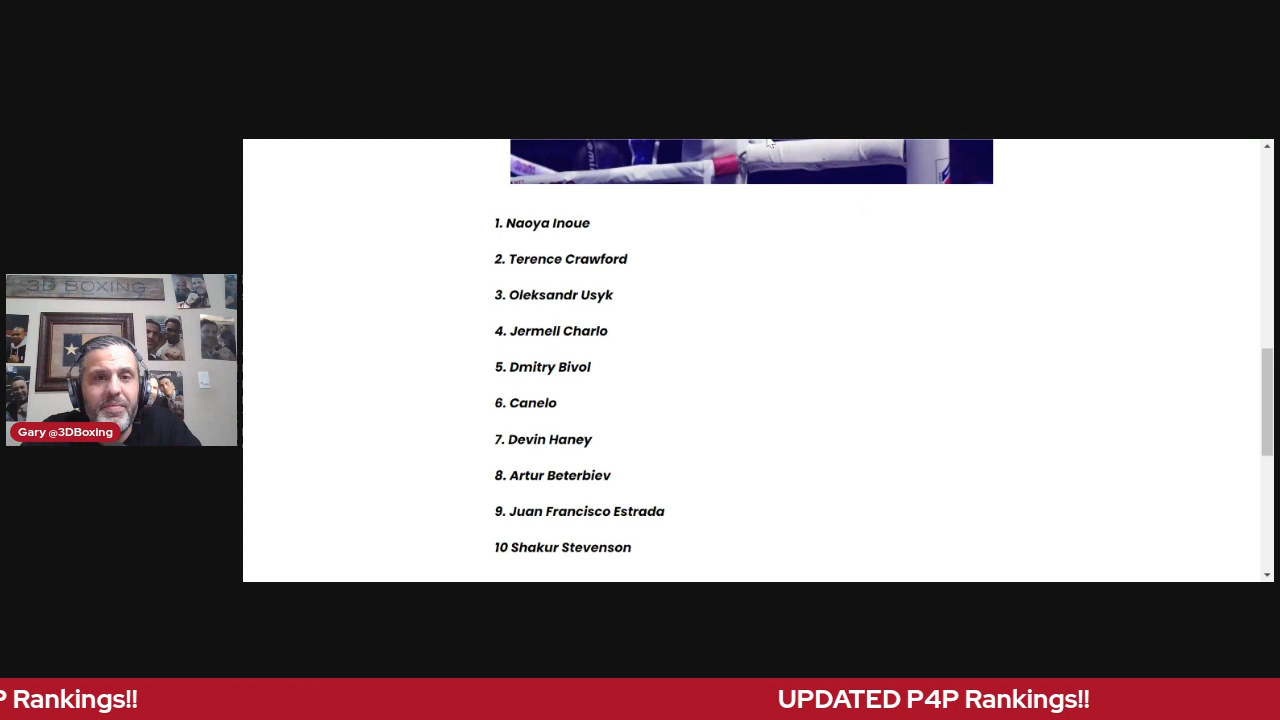 1. Naoya Inoue
2. Terence Crawford
3. Oleksandr Usyk
3D BOXING
4. Jermell Charlo
5. Dmitry Bivol
6. Canelo
Gary @3DBoxing
7. Devin Haney
8. Artur Beterbiev
9. Juan Francisco Estrada
10 Shakur Stevenson
P Rankings!!
UPDATED P4P Rankings!!